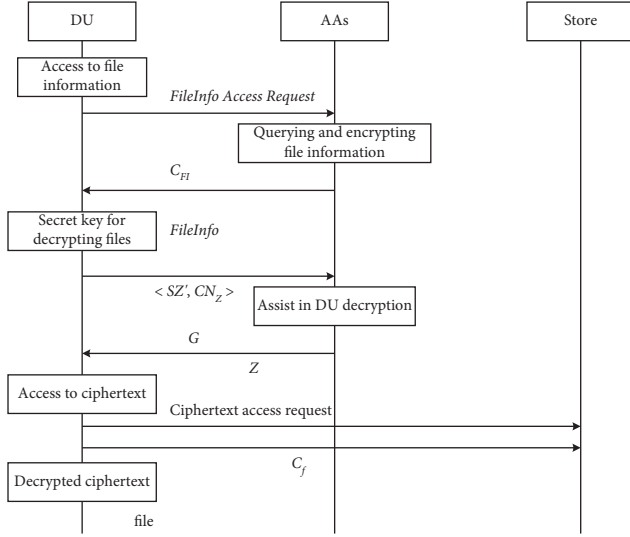 DU
AAs
Store
Access to file
information
FileInfo Access Request
Querying and encrypting
file information
C_FI
Secret key for
decrypting files
FileInfo
< SZ', CN_Z >
Assist in DU decryption
G
Z
Access to ciphertext
Ciphertext access request
C_f
Decrypted ciphertext
file